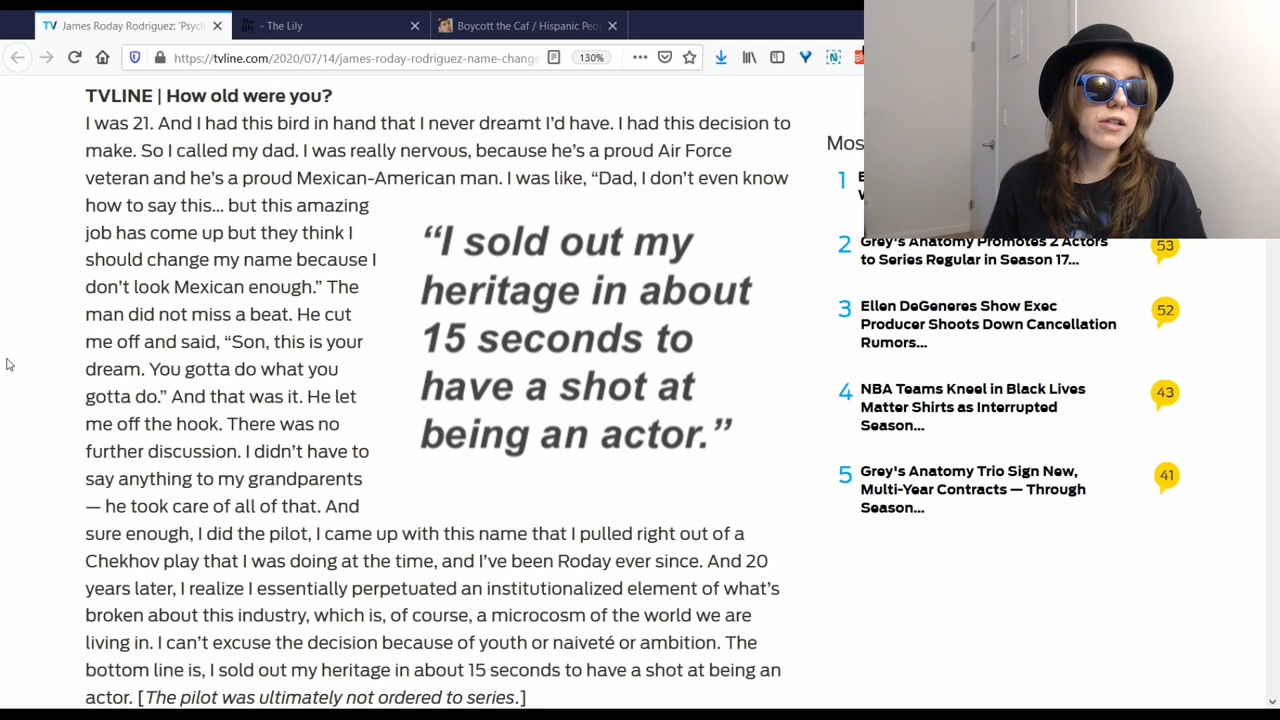 James Roday Rodriguez: 'Psych
- The Lily
Boycott the Caf / Hispanic Peo
https://tvline.com/2020/07/14/james-roday-rodriguez-name-change
130%
TVLINE | How old were you?
I was 21. And I had this bird in hand that I never dreamt I'd have. I had this decision to
make. So I called my dad. I was really nervous, because he's a proud Air Force
veteran and he's a proud Mexican-American man. I was like, “Dad, I don't even know
how to say this... but this amazing
job has come up but they think I
should change my name because I
don't look Mexican enough.” The
man did not miss a beat. He cut
me off and said, “Son, this is your
dream. You gotta do what you
gotta do.” And that was it. He let
me off the hook. There was no
further discussion. I didn't have to
say anything to my grandparents
— he took care of all of that. And
sure enough, I did the pilot, I came up with this name that I pulled right out of a
Chekhov play that I was doing at the time, and I've been Roday ever since. And 20
years later, I realize I essentially perpetuated an institutionalized element of what's
broken about this industry, which is, of course, a microcosm of the world we are
living in. I can't excuse the decision because of youth or naiveté or ambition. The
bottom line is, I sold out my heritage in about 15 seconds to have a shot at being an
actor. [The pilot was ultimately not ordered to series.]
“I sold out my
heritage in about
15 seconds to
have a shot at
being an actor.”
Mos
1
2
Grey's Anatomy Promotes 2 Actors
to Series Regular in Season 17...
53
3
Ellen DeGeneres Show Exec
Producer Shoots Down Cancellation
Rumors...
52
4
NBA Teams Kneel in Black Lives
Matter Shirts as Interrupted
Season...
43
5
Grey's Anatomy Trio Sign New,
Multi-Year Contracts — Through
Season...
41